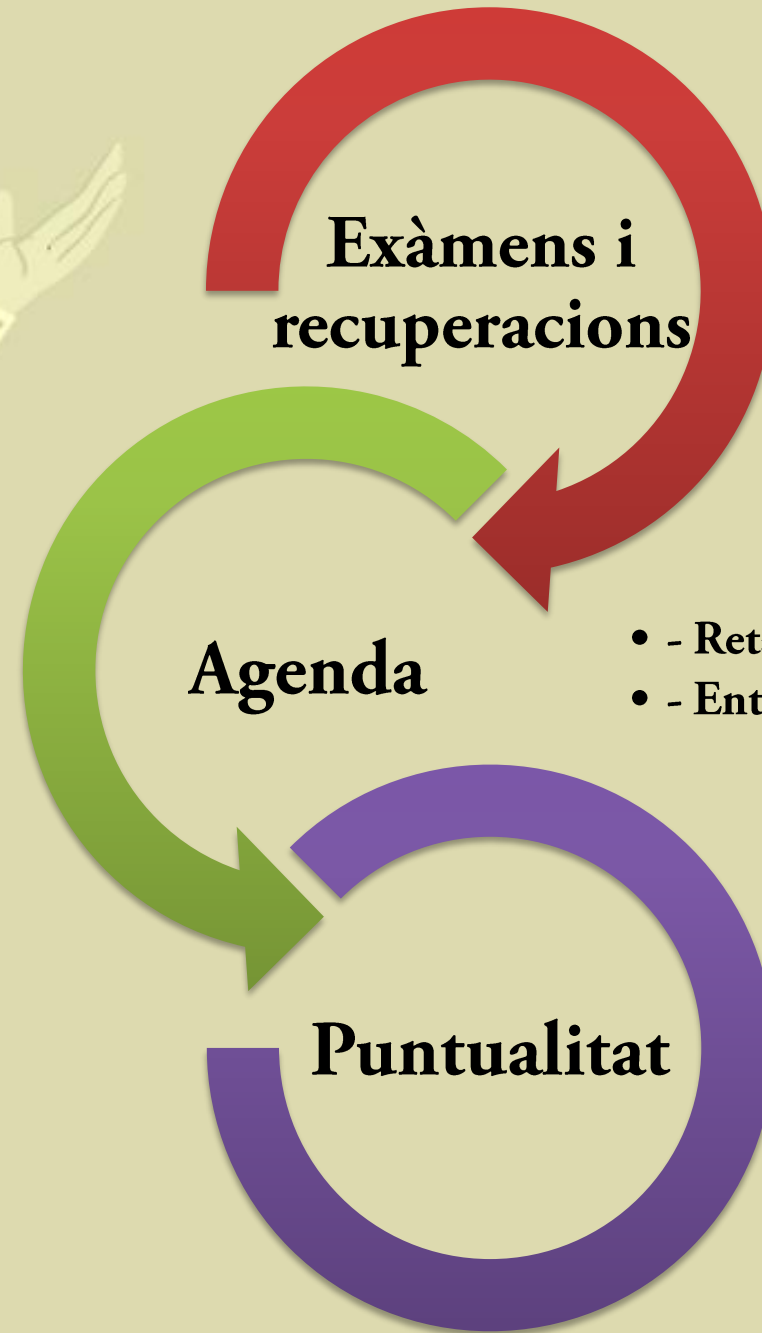 Exàmens i
recuperacions
Agenda
• -
• -
Puntualitat